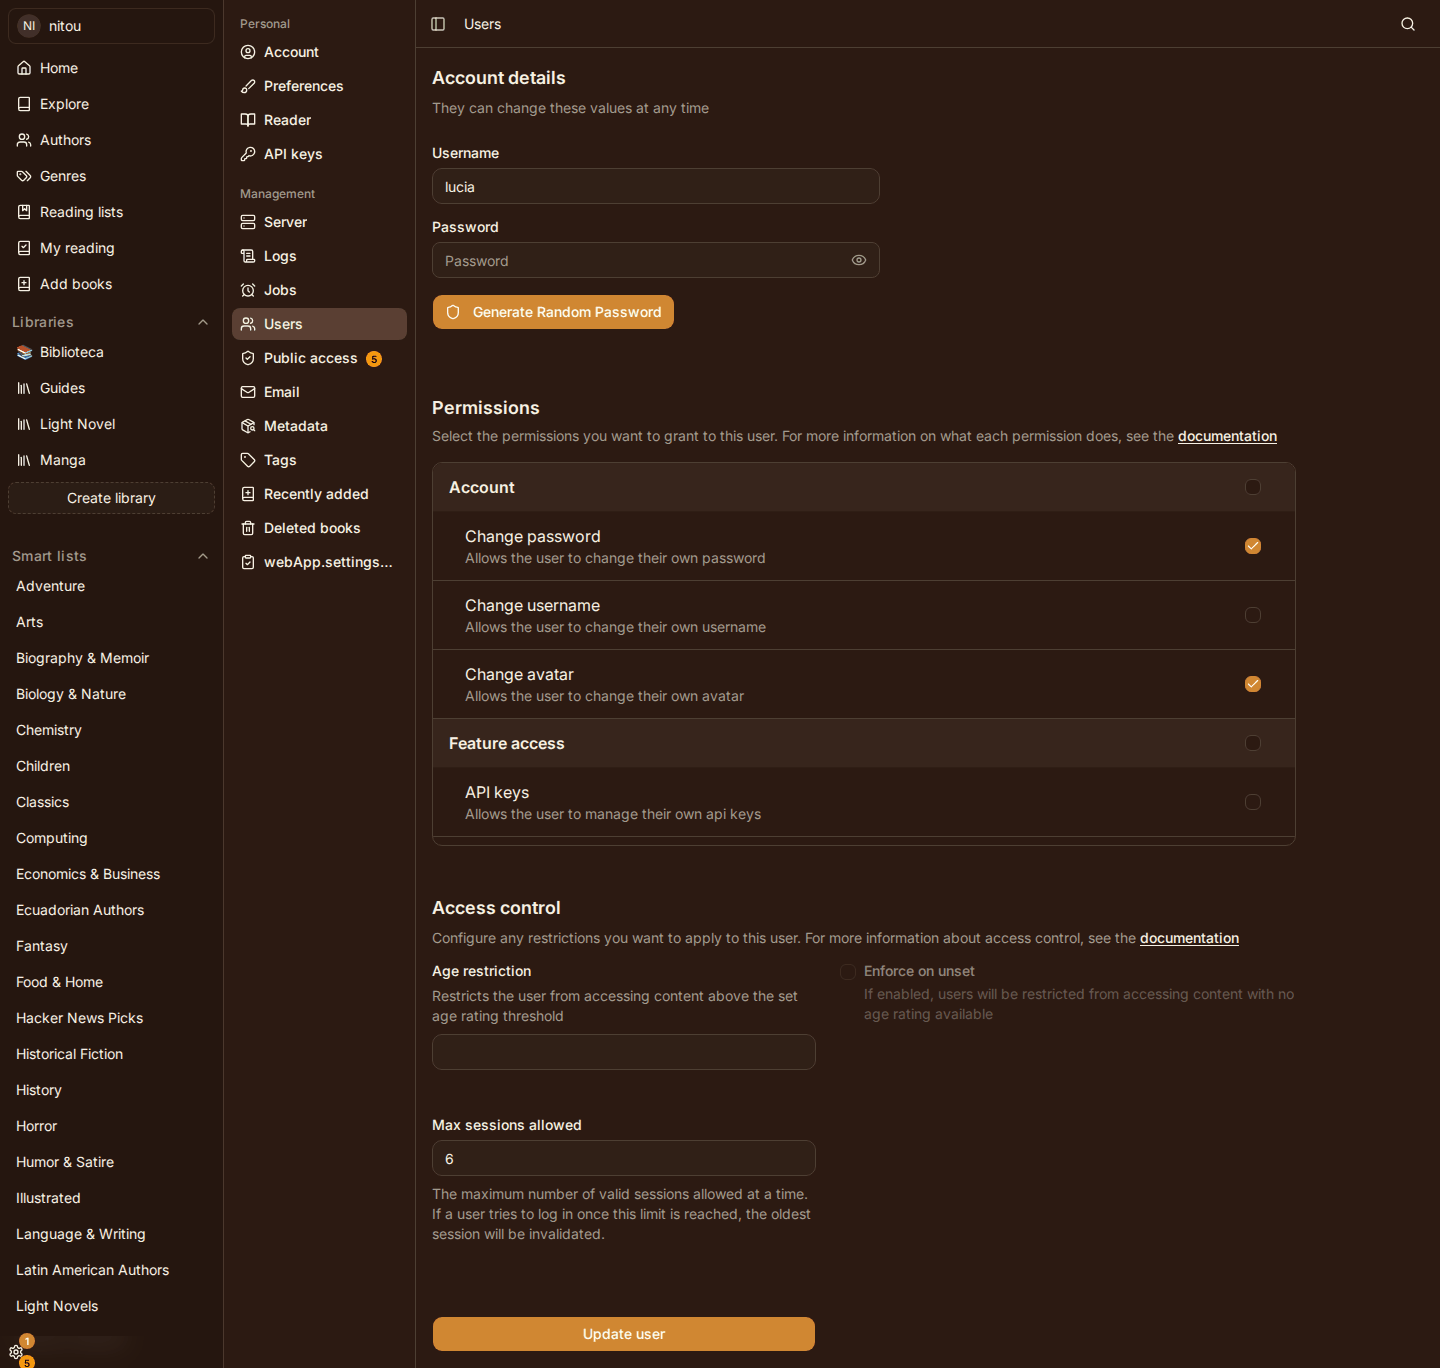 NI nitou
Home
Explore
Authors
Genres
Reading lists
My reading
Add books
Libraries
Biblioteca
Guides
Light Novel
Manga
Create library
Smart lists
Adventure
Arts
Biography & Memoir
Biology & Nature
Chemistry
Children
Classics
Computing
Economics & Business
Ecuadorian Authors
Fantasy
Food & Home
Hacker News Picks
Historical Fiction
History
Horror
Humor & Satire
Illustrated
Language & Writing
Latin American Authors
Light Novels
1
5
Personal
Account
Preferences
Reader
API keys
Management
Server
Logs
Jobs
Users
Public access 5
Email
Metadata
Tags
Recently added
Deleted books
webApp.settings...
Users
Account details
They can change these values at any time
Username
lucia
Password
Password
Generate Random Password
Permissions
Select the permissions you want to grant to this user. For more information on what each permission does, see the documentation
Account
Change password
Allows the user to change their own password
Change username
Allows the user to change their own username
Change avatar
Allows the user to change their own avatar
Feature access
API keys
Allows the user to manage their own api keys
Access control
Configure any restrictions you want to apply to this user. For more information about access control, see the documentation
Age restriction
Restricts the user from accessing content above the set
age rating threshold
Enforce on unset
If enabled, users will be restricted from accessing content with no
age rating available
Max sessions allowed
6
The maximum number of valid sessions allowed at a time.
If a user tries to log in once this limit is reached, the oldest
session will be invalidated.
Update user